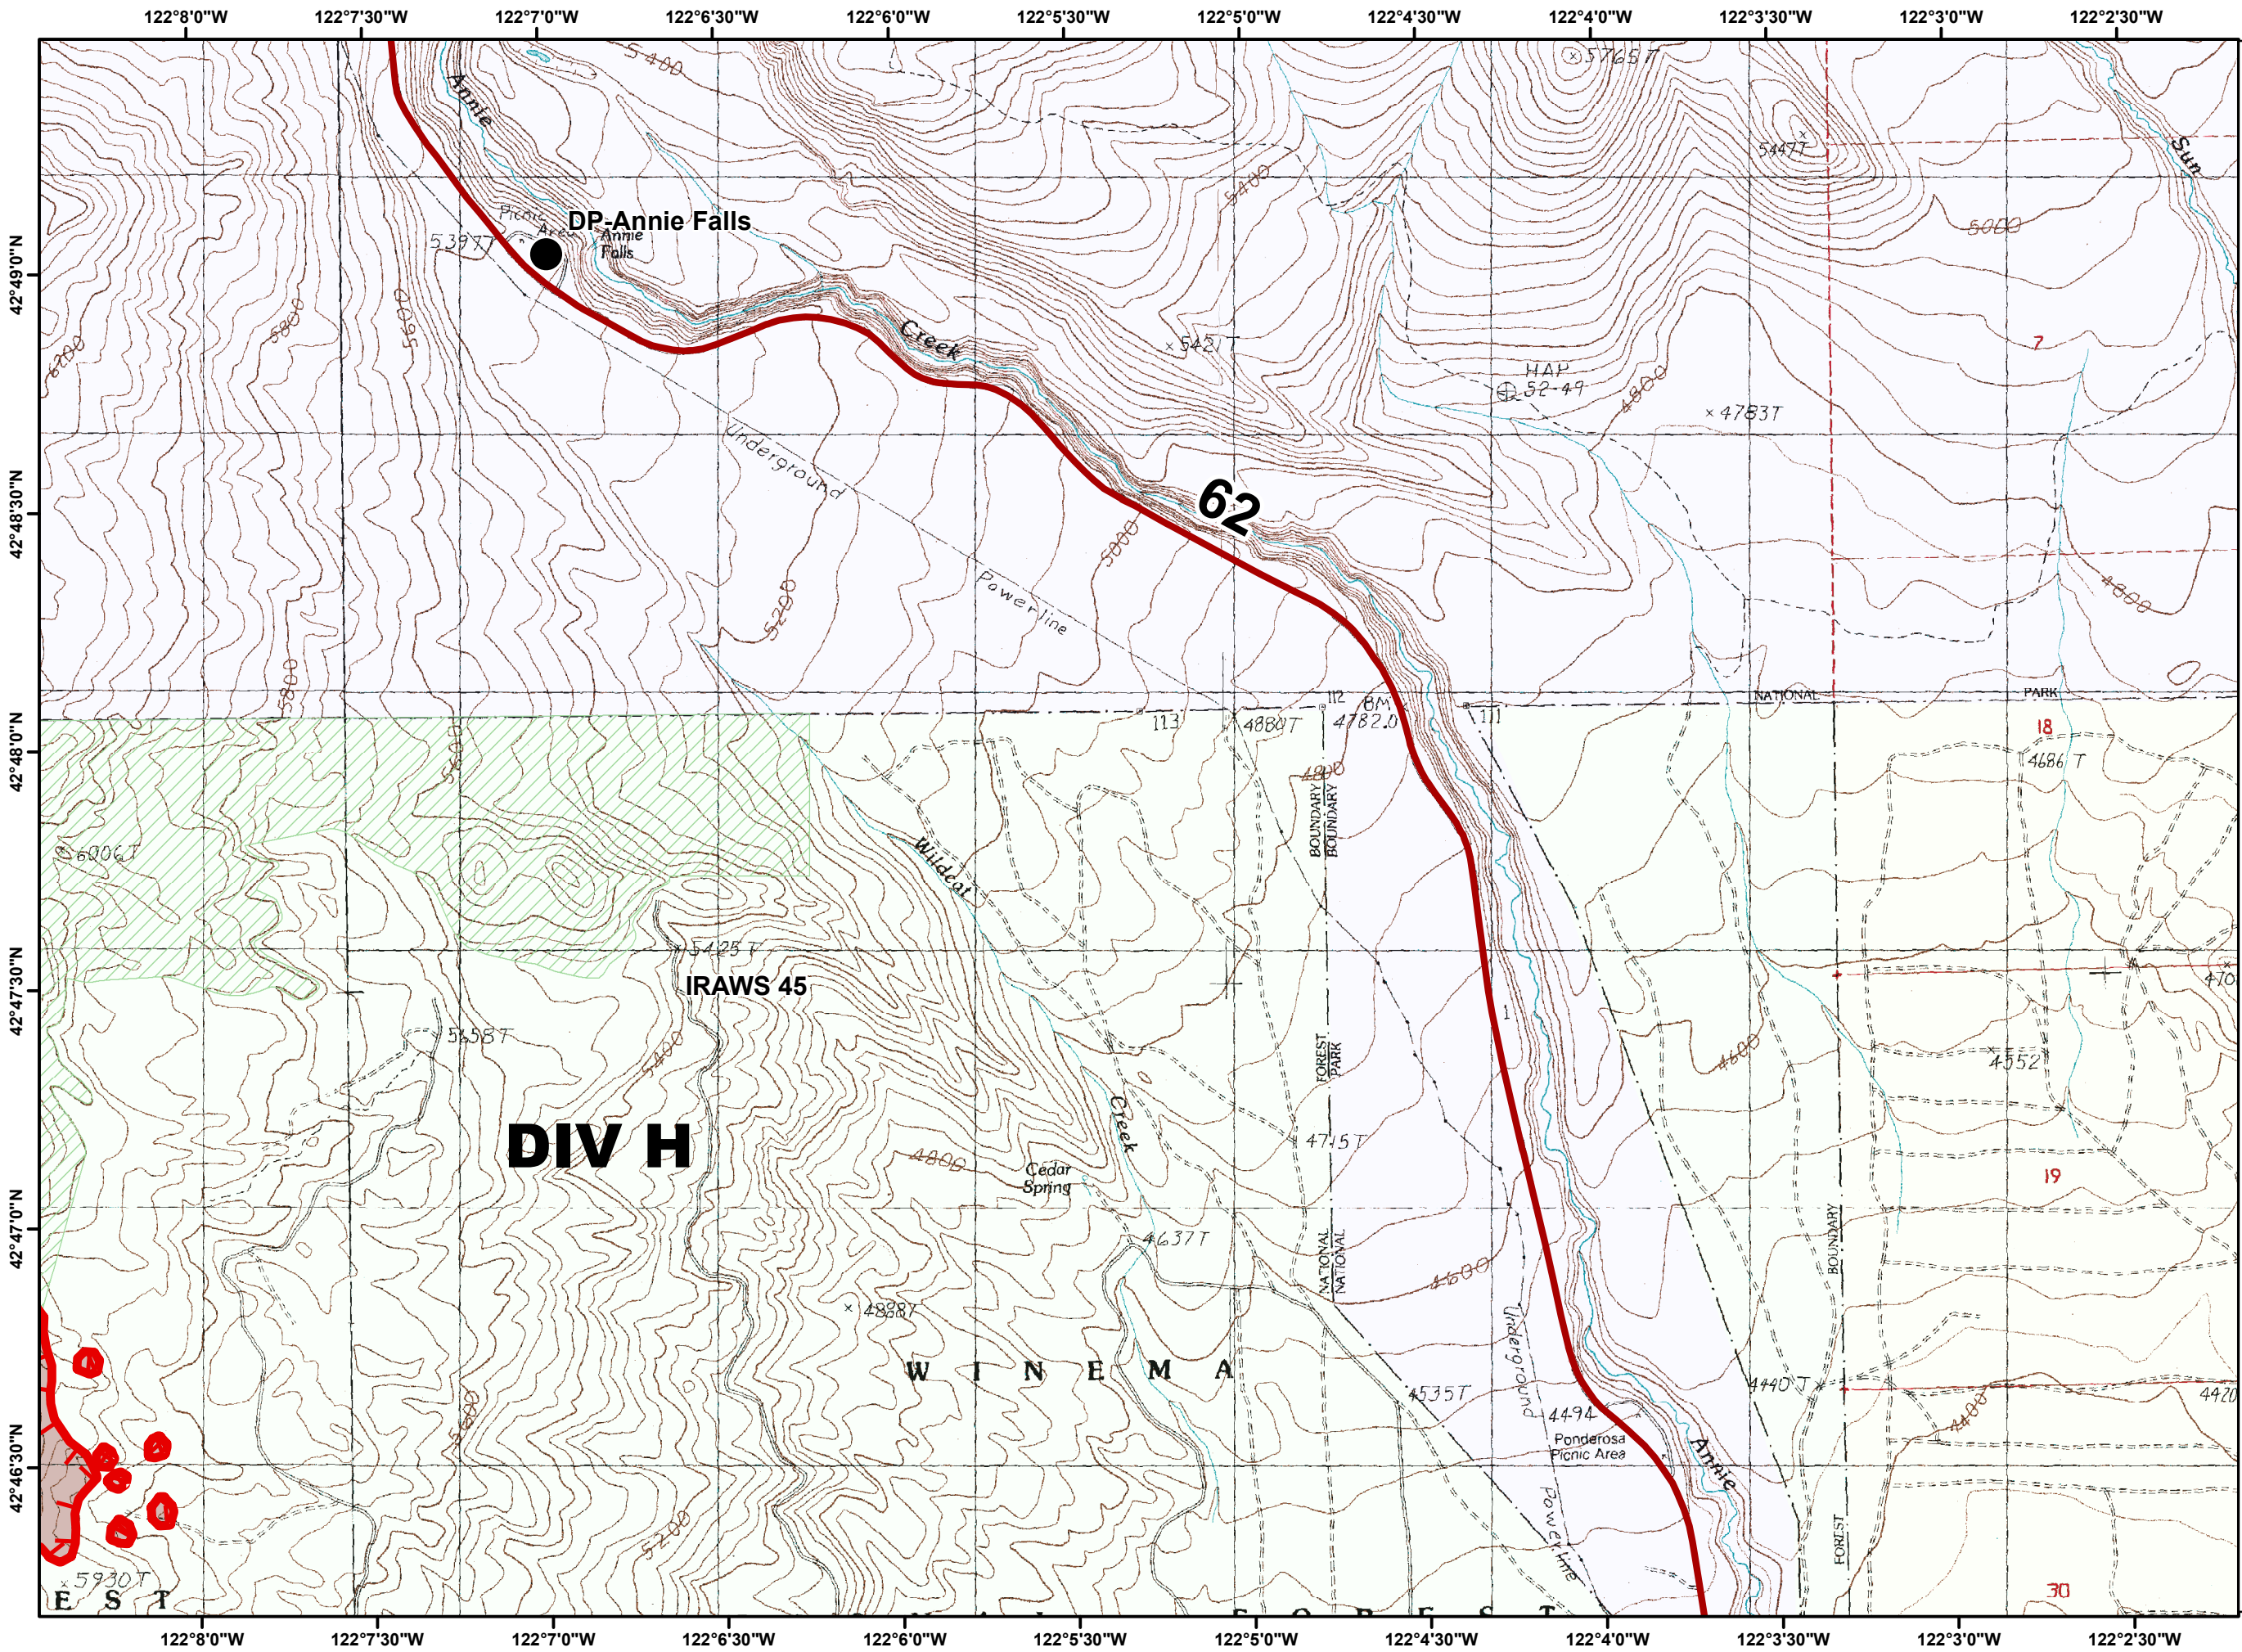 122°8'0"W 122°7'30"W 122°7'0"W 122°6'30"W 122°6'0"W 122°5'30"W 122°5'0"W 122°4'30"W 122°4'0"W 122°3'30"W 122°3'0"W 122°2'30"W
5400
5765T
Annie
5447T
Sun
5400
Picnic Area
DP-Annie Falls
5397T
Annie
Falls
5000
42°49'0"N
5800
6200
Creek
5421T
7
HAP
52-49
4800
4783T
Underground
42°48'30"N
62
5000
Powerline
5200
4800
5800
NATIONAL PARK
113
112
BM
4782.0
111
4880T
18
42°48'0"N
4686 T
4800
BOUNDARY
BOUNDARY
6006T
Wildcat
5425 T
42°47'30"N
IRAWS 45
1
5658T
5400
FOREST
PARK
4600
4552
Creek
DIV H
4715T
4800
Cedar
Spring
19
42°47'0"N
4637T
NATIONAL
NATIONAL
BOUNDARY
4600
4888T
Underground
W I N E M A
4535T
4440 T
4420
4494
4400
Ponderosa
Picnic Area
Annie
42°46'30"N
Powerline
5200
FOREST
5930T
30
E S T
F O R E S T
122°8'0"W 122°7'30"W 122°7'0"W 122°6'30"W 122°6'0"W 122°5'30"W 122°5'0"W 122°4'30"W 122°4'0"W 122°3'30"W 122°3'0"W 122°2'30"W